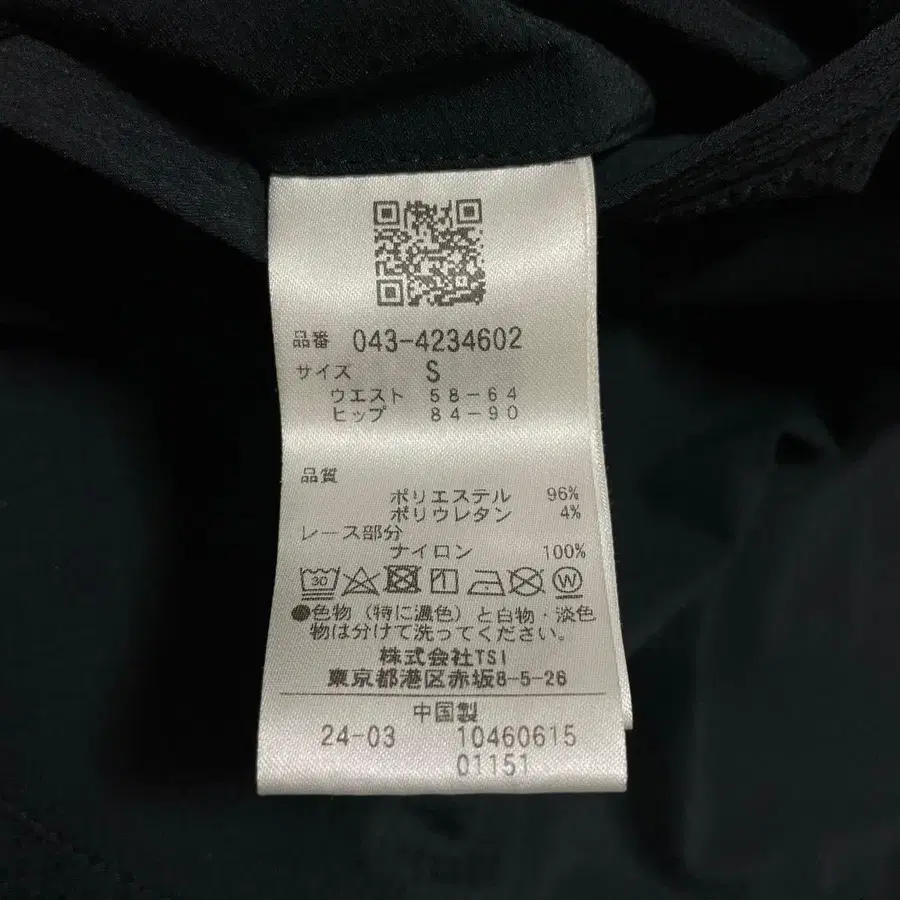 品番 043-4234602
サイズ S
ウエスト 58-64
ヒップ 84-90
品質
ポリエステル 96%
ポリウレタン 4%
レース部分
ナイロン 100%
30 W
●色物(特に濃色)と白物・淡色
物は分けて洗ってください。
株式会社TSI
東京都港区赤坂8-5-26
中国製
24-03 10460615
01151